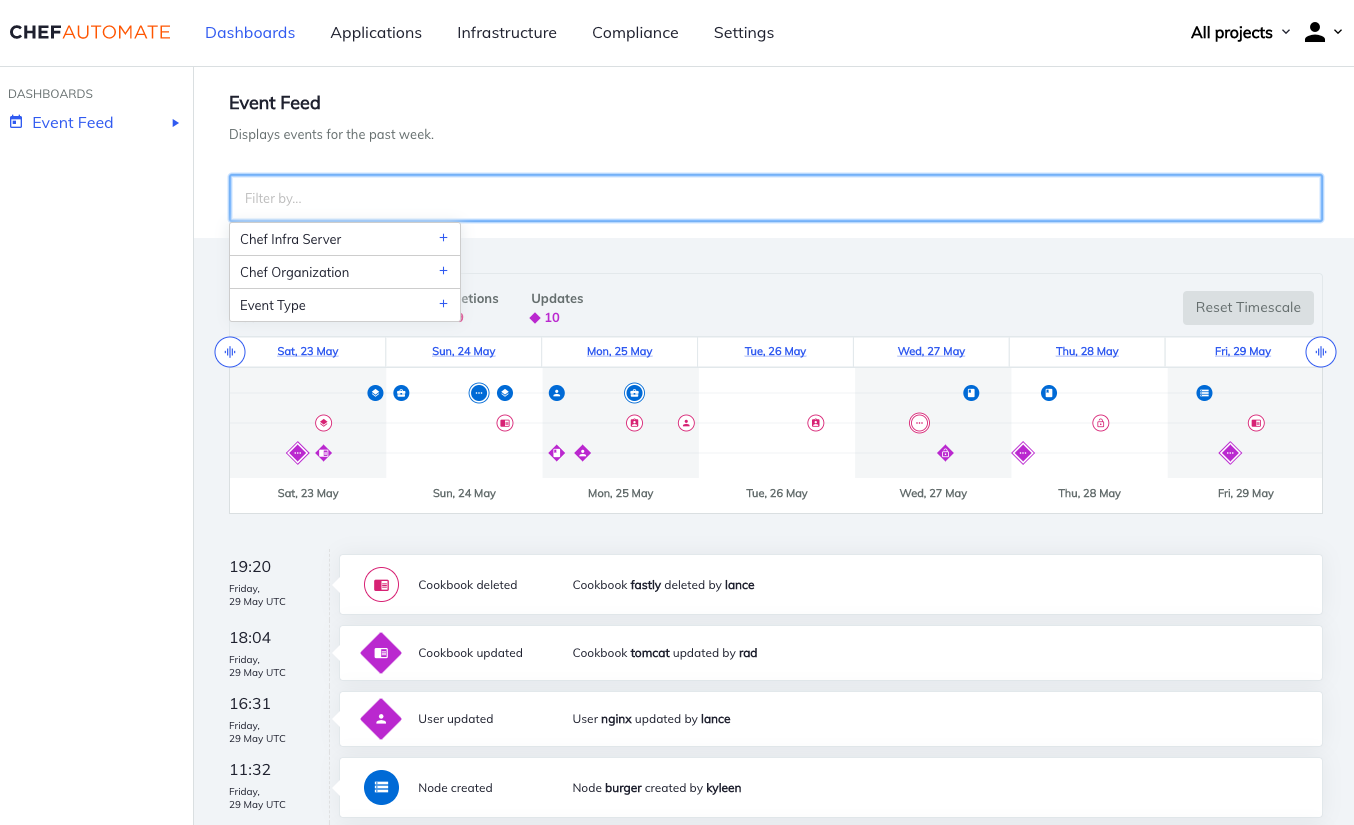 CHEFAUTOMATE
Dashboards Applications Infrastructure Compliance Settings
All projects
DASHBOARDS
Event Feed
Event Feed
Displays events for the past week.
Filter by...
Chef Infra Server +
Chef Organization +
Event Type +
etions Updates
10
Reset Timescale
Sat, 23 May Sun, 24 May Mon, 25 May Tue, 26 May Wed, 27 May Thu, 28 May Fri, 29 May
Sat, 23 May Sun, 24 May Mon, 25 May Tue, 26 May Wed, 27 May Thu, 28 May Fri, 29 May
19:20
Friday,
29 May UTC
Cookbook deleted Cookbook fastly deleted by lance
18:04
Friday,
29 May UTC
Cookbook updated Cookbook tomcat updated by rad
16:31
Friday,
29 May UTC
User updated User nginx updated by lance
11:32
Friday,
29 May UTC
Node created Node burger created by kyleen